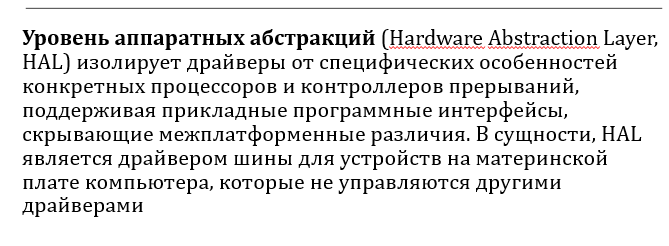 Уровень аппаратных абстракций (Hardware Abstraction Layer,
HAL) изолирует драйверы от специфических особенностей
конкретных процессоров и контроллеров прерываний,
поддерживая прикладные программные интерфейсы,
скрывающие межплатформенные различия. В сущности, HAL
является драйвером шины для устройств на материнской
плате компьютера, которые не управляются другими
драйверами